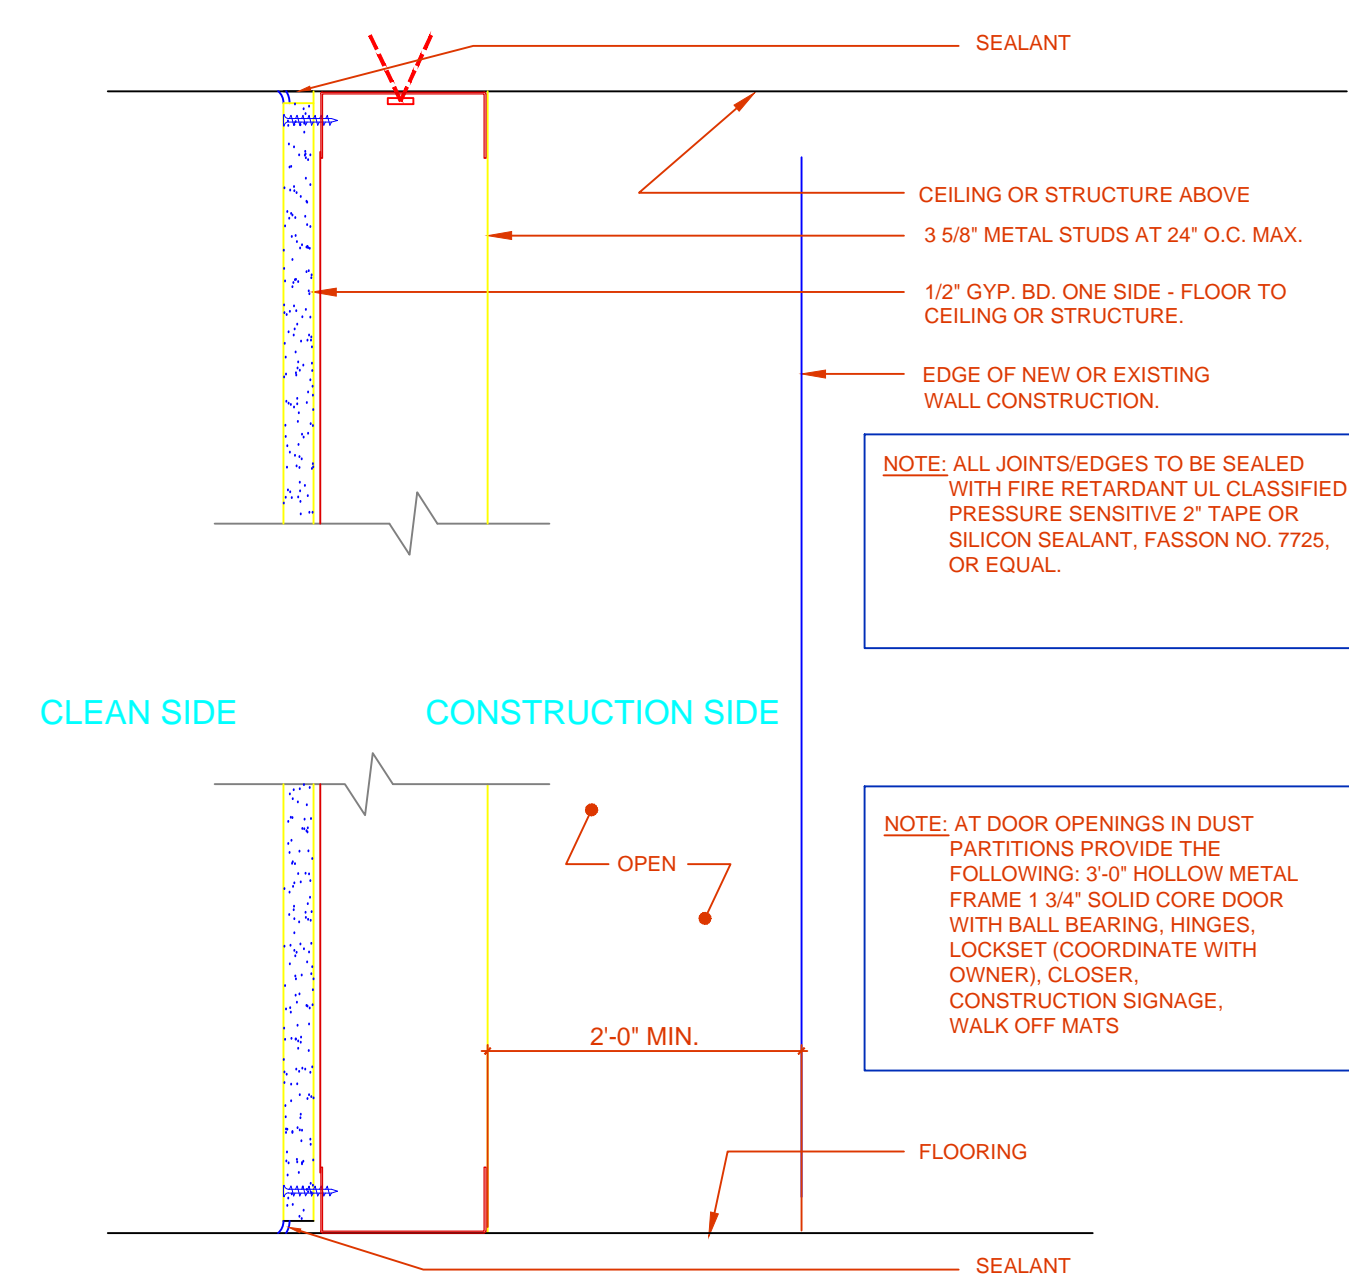 SEALANT
CEILING OR STRUCTURE ABOVE
3 5/8" METAL STUDS AT 24" O.C. MAX.
1/2" GYP. BD. ONE SIDE - FLOOR TO
CEILING OR STRUCTURE.
EDGE OF NEW OR EXISTING
WALL CONSTRUCTION.
NOTE: ALL JOINTS/EDGES TO BE SEALED
WITH FIRE RETARDANT UL CLASSIFIED
PRESSURE SENSITIVE 2" TAPE OR
SILICON SEALANT, FASSON NO. 7725,
OR EQUAL.
CLEAN SIDE
CONSTRUCTION SIDE
NOTE: AT DOOR OPENINGS IN DUST
PARTITIONS PROVIDE THE
FOLLOWING: 3'-0" HOLLOW METAL
FRAME 1 3/4" SOLID CORE DOOR
WITH BALL BEARING, HINGES,
LOCKSET (COORDINATE WITH
OWNER), CLOSER,
CONSTRUCTION SIGNAGE,
WALK OFF MATS
OPEN
2'-0" MIN.
FLOORING
SEALANT